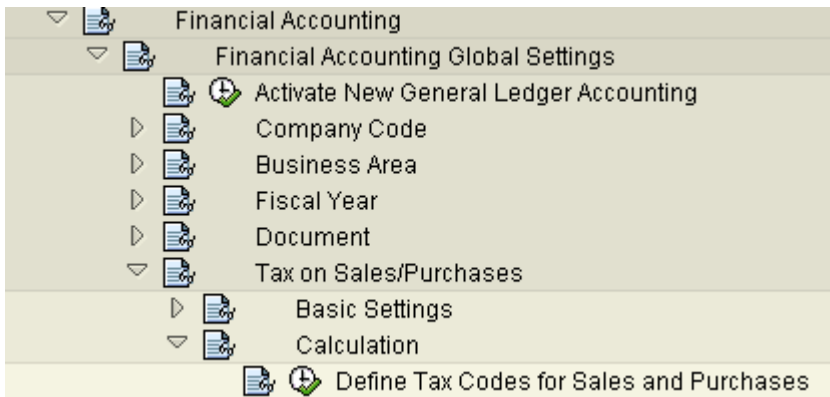 Financial Accounting
Financial Accounting Global Settings
Activate New General Ledger Accounting
Company Code
Business Area
Fiscal Year
Document
Tax on Sales/Purchases
Basic Settings
Calculation
Define Tax Codes for Sales and Purchases